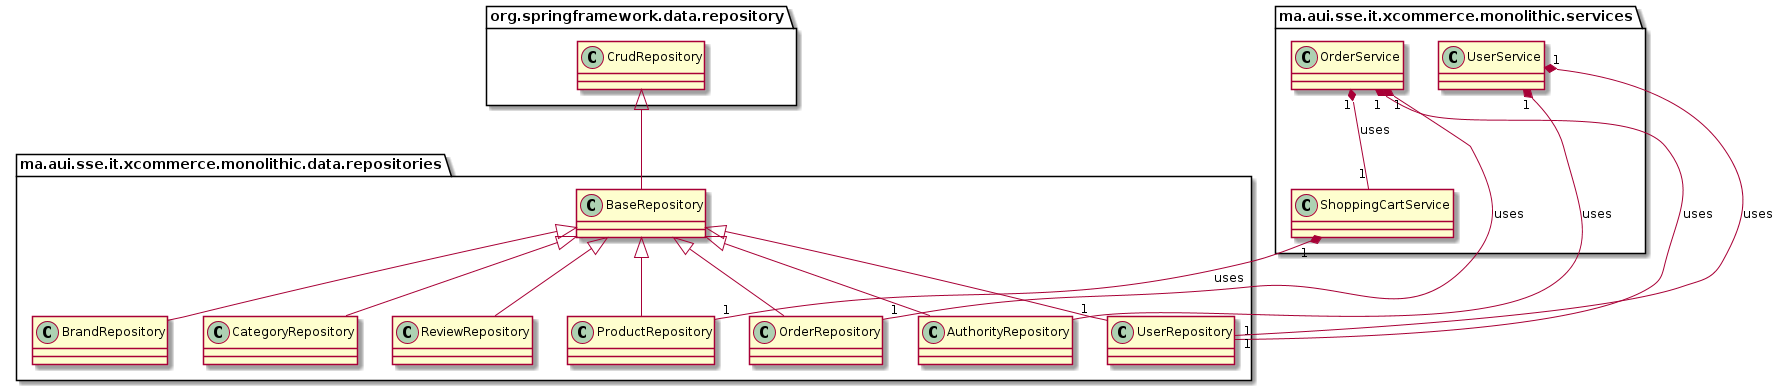 org.springframework.data.repository
ma.aui.sse.it.xcommerce.monolithic.services
C CrudRepository
C OrderService
C UserService
1
1
1
1
1
uses
ma.aui.sse.it.xcommerce.monolithic.data.repositories
1
C BaseRepository
C ShoppingCartService
uses
uses
uses
uses
1
uses
1
1
1
C BrandRepository
C CategoryRepository
C ReviewRepository
C ProductRepository
C OrderRepository
C AuthorityRepository
C UserRepository
1
1